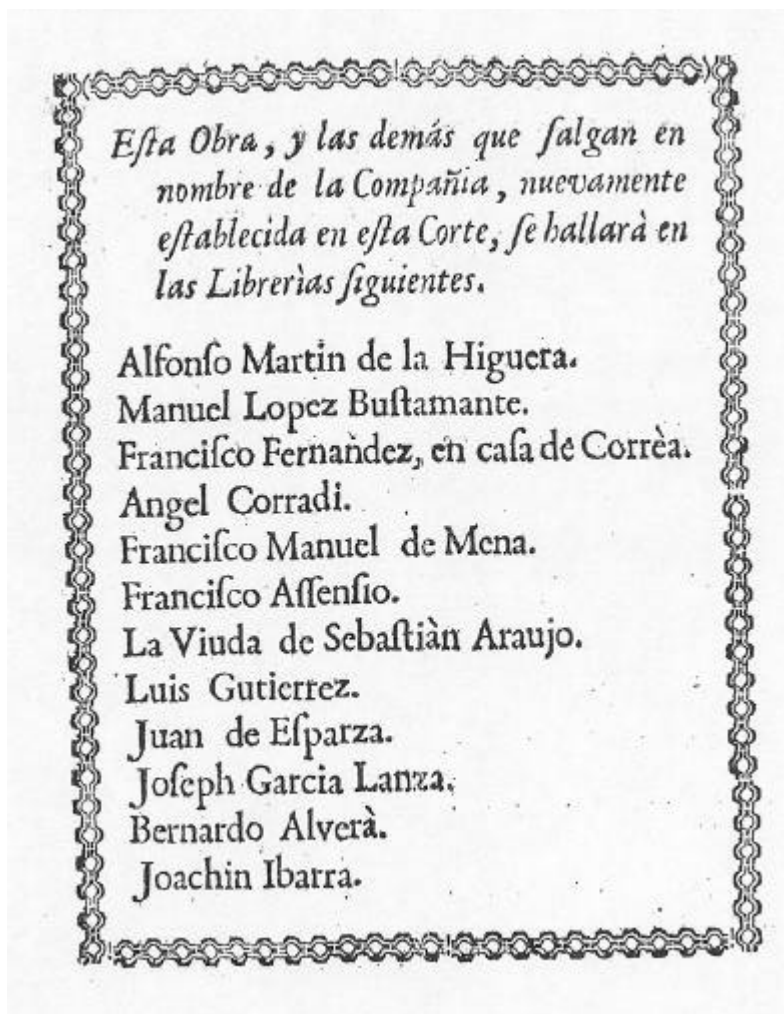 Eſta Obra, y las demás que ſalgan en
nombre de la Compañia, nuevamente
eſtablecida en eſta Corte, ſe hallarà en
las Librerìas ſiguientes.
Alfonſo Martin de la Higuera.
Manuel Lopez Buſtamante.
Franciſco Fernandez, en caſa de Corrèa.
Angel Corradi.
Franciſco Manuel de Mena.
Franciſco Aſſenſio.
La Viuda de Sebaſtiàn Araujo.
Luis Gutierrez.
Juan de Eſparza.
Joſeph Garcia Lanza.
Bernardo Alverà.
Joachin Ibarra.